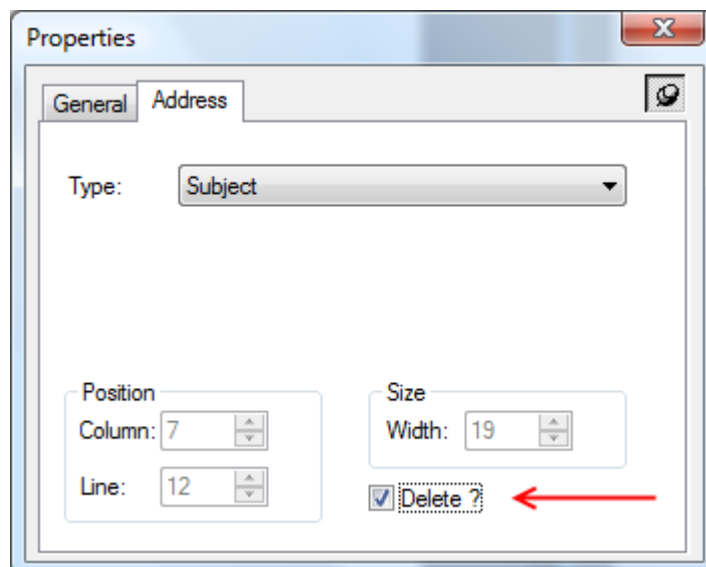 Properties
General Address
Type: Subject
Position
Column: 7
Line: 12
Size
Width: 19
Delete ?